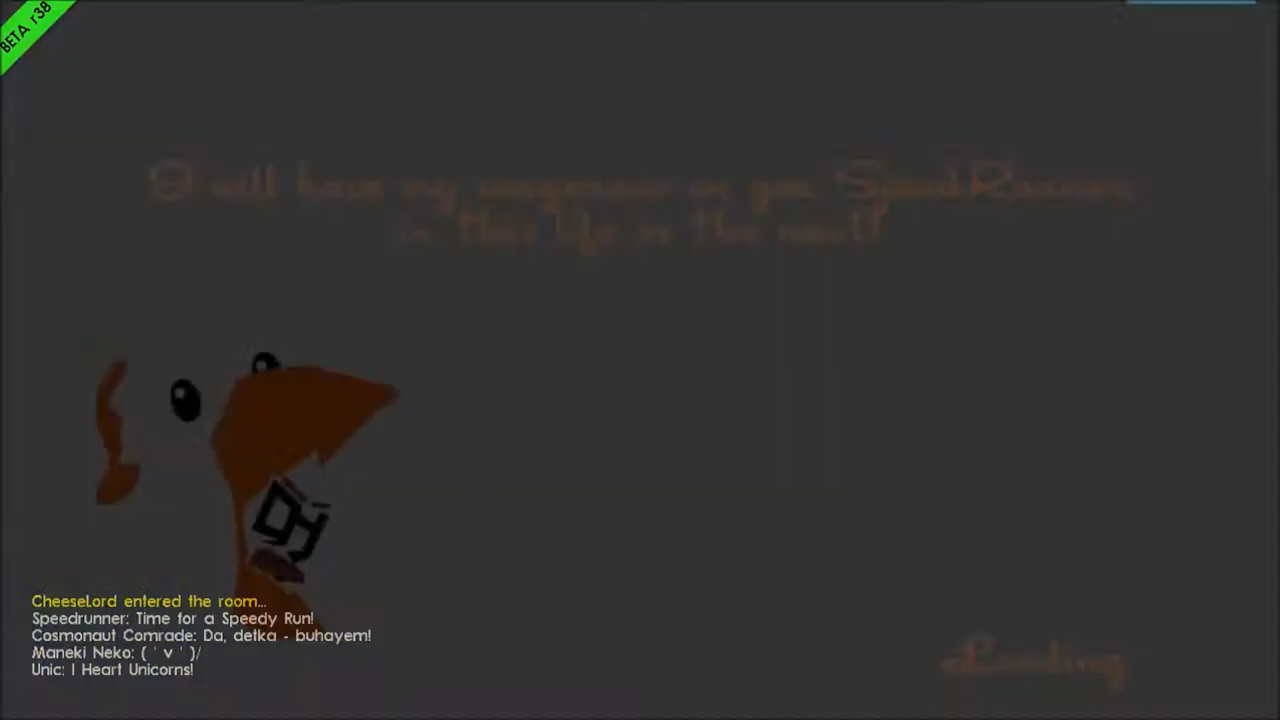 BETA r38
I will have my vengeance on you SpeedRunner,
in this life or the next!
CheeseLord entered the room...
Speedrunner: Time for a Speedy Run!
Cosmonaut Comrade: Da, detka - buhayem!
Maneki Neko: ( ' v ' )/
Unic: I Heart Unicorns!
Loading